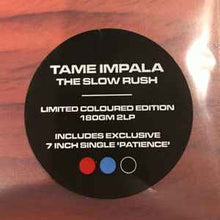 TAME IMPALA
THE SLOW RUSH
LIMITED COLOURED EDITION
180GM 2LP
INCLUDES EXCLUSIVE
7 INCH SINGLE 'PATIENCE'